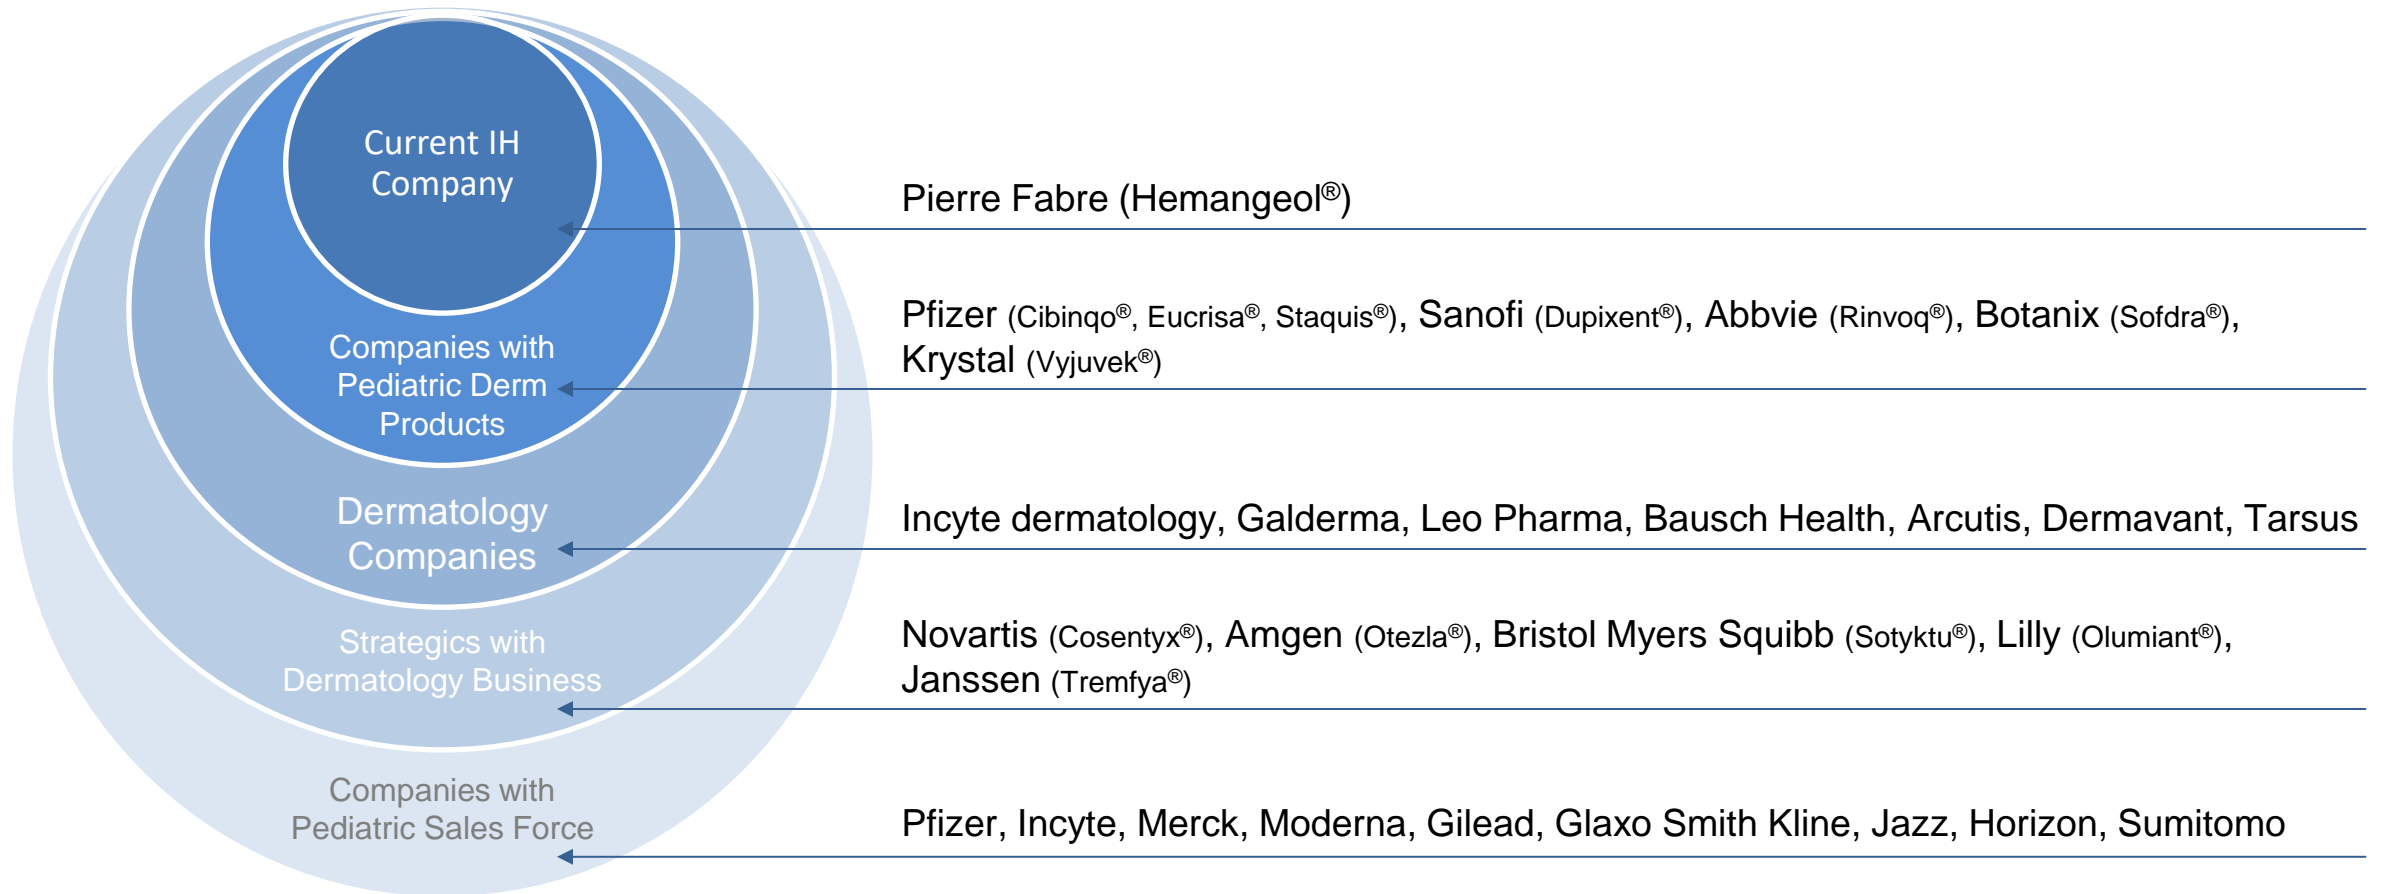 Current IH
Company
Pierre Fabre (Hemangeol®)
Companies with
Pediatric Derm
Products
Pfizer (Cibinqo®, Eucrisa®, Staquis®), Sanofi (Dupixent®), Abbvie (Rinvoq®), Botanix (Sofdra®),
Krystal (Vyjuvek®)
Dermatology
Companies
Incyte dermatology, Galderma, Leo Pharma, Bausch Health, Arcutis, Dermavant, Tarsus
Strategics with
Dermatology Business
Novartis (Cosentyx®), Amgen (Otezla®), Bristol Myers Squibb (Sotyktu®), Lilly (Olumiant®),
Janssen (Tremfya®)
Companies with
Pediatric Sales Force
Pfizer, Incyte, Merck, Moderna, Gilead, Glaxo Smith Kline, Jazz, Horizon, Sumitomo